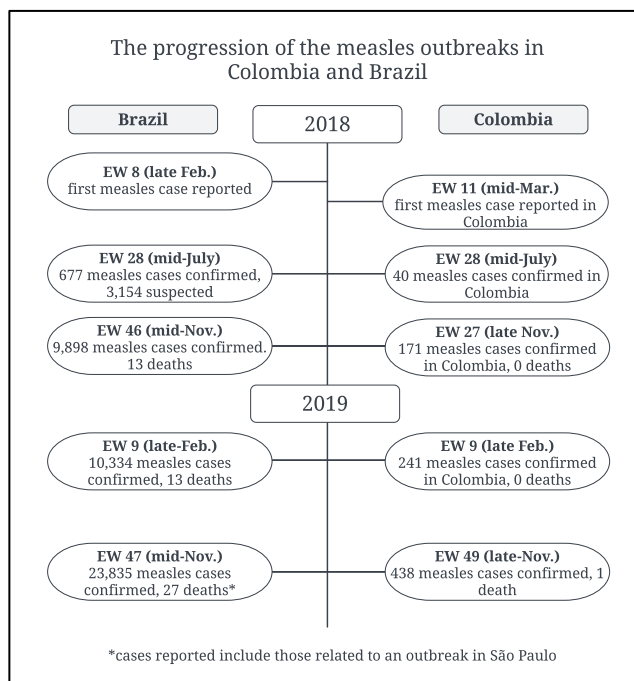 The progression of the measles outbreaks in
Colombia and Brazil
Brazil
2018
Colombia
EW 8 (late Feb.)
first measles case reported
EW 11 (mid-Mar.)
first measles case reported in
Colombia
EW 28 (mid-July)
677 measles cases confirmed,
3,154 suspected
EW 28 (mid-July)
40 measles cases confirmed in
Colombia
EW 46 (mid-Nov.)
9,898 measles cases confirmed.
13 deaths
EW 27 (late Nov.)
171 measles cases confirmed
in Colombia, 0 deaths
2019
EW 9 (late-Feb.)
10,334 measles cases
confirmed, 13 deaths
EW 9 (late Feb.)
241 measles cases confirmed
in Colombia, 0 deaths
EW 47 (mid-Nov.)
23,835 measles cases
confirmed, 27 deaths*
EW 49 (late-Nov.)
438 measles cases confirmed, 1
death
*cases reported include those related to an outbreak in São Paulo